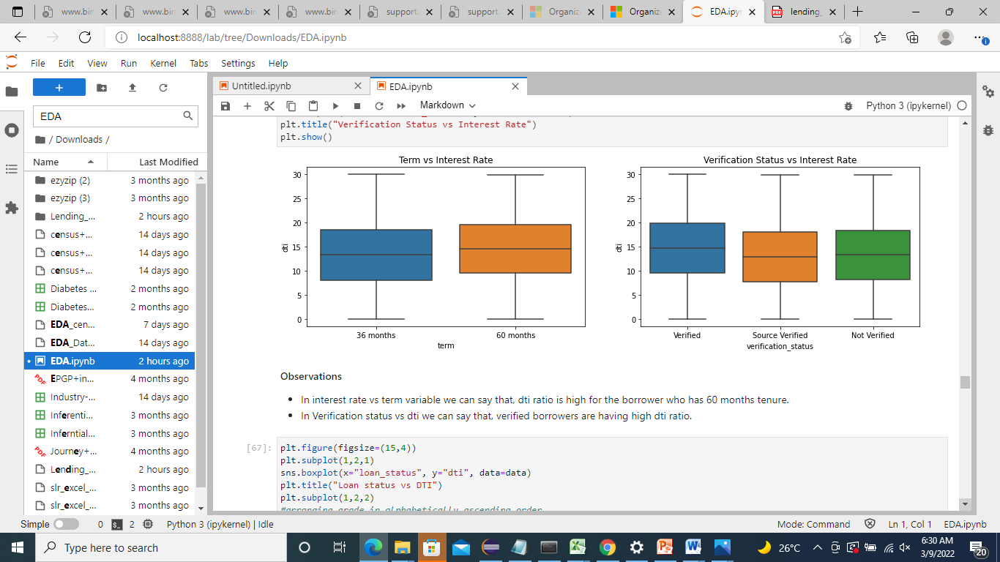 www.bin
www.bin
www.bin
www.bin
support.
support.
Organize
Organize
EDA.ipyn
lending_
localhost:8888/lab/tree/Downloads/EDA.ipynb
File Edit View Run Kernel Tabs Settings Help
Untitled.ipynb
EDA.ipynb
Markdown
Python 3 (ipykernel)
EDA
/ Downloads /
Name Last Modified
ezyzip (2) 3 months ago
ezyzip (3) 3 months ago
Lending_... 2 hours ago
census+... 14 days ago
census+... 14 days ago
census+... 14 days ago
Diabetes ... 2 months ago
Diabetes... 2 months ago
EDA_cen... 7 days ago
EDA_Dat... 14 days ago
EDA.ipynb 2 hours ago
EPGP+in... 4 months ago
Industry-... 14 days ago
Inferenti... 3 months ago
Inferntial... 3 months ago
Journey+... 4 months ago
Lending_... 2 hours ago
slr_excel_... 3 months ago
slr_excel_... 3 months ago
plt.title("Verification Status vs Interest Rate")
plt.show()
Term vs Interest Rate
30
25
20
15
10
5
0
dti
36 months 60 months
term
Verification Status vs Interest Rate
30
25
20
15
10
5
0
dti
Verified Source Verified Not Verified
verification_status
Observations
In interest rate vs term variable we can say that, dti ratio is high for the borrower who has 60 months tenure.
In Verification status vs dti we can say that, verified borrowers are having high dti ratio.
[67]:
plt.figure(figsize=(15,4))
plt.subplot(1,2,1)
sns.boxplot(x="loan_status", y="dti", data=data)
plt.title("Loan status vs DTI")
plt.subplot(1,2,2)
#arranging grade in alphabetically ascending order
Simple 0 2 Python 3 (ipykernel) | Idle
Mode: Command Ln 1, Col 1 EDA.ipynb
Type here to search
26°C
6:30 AM
3/9/2022
20